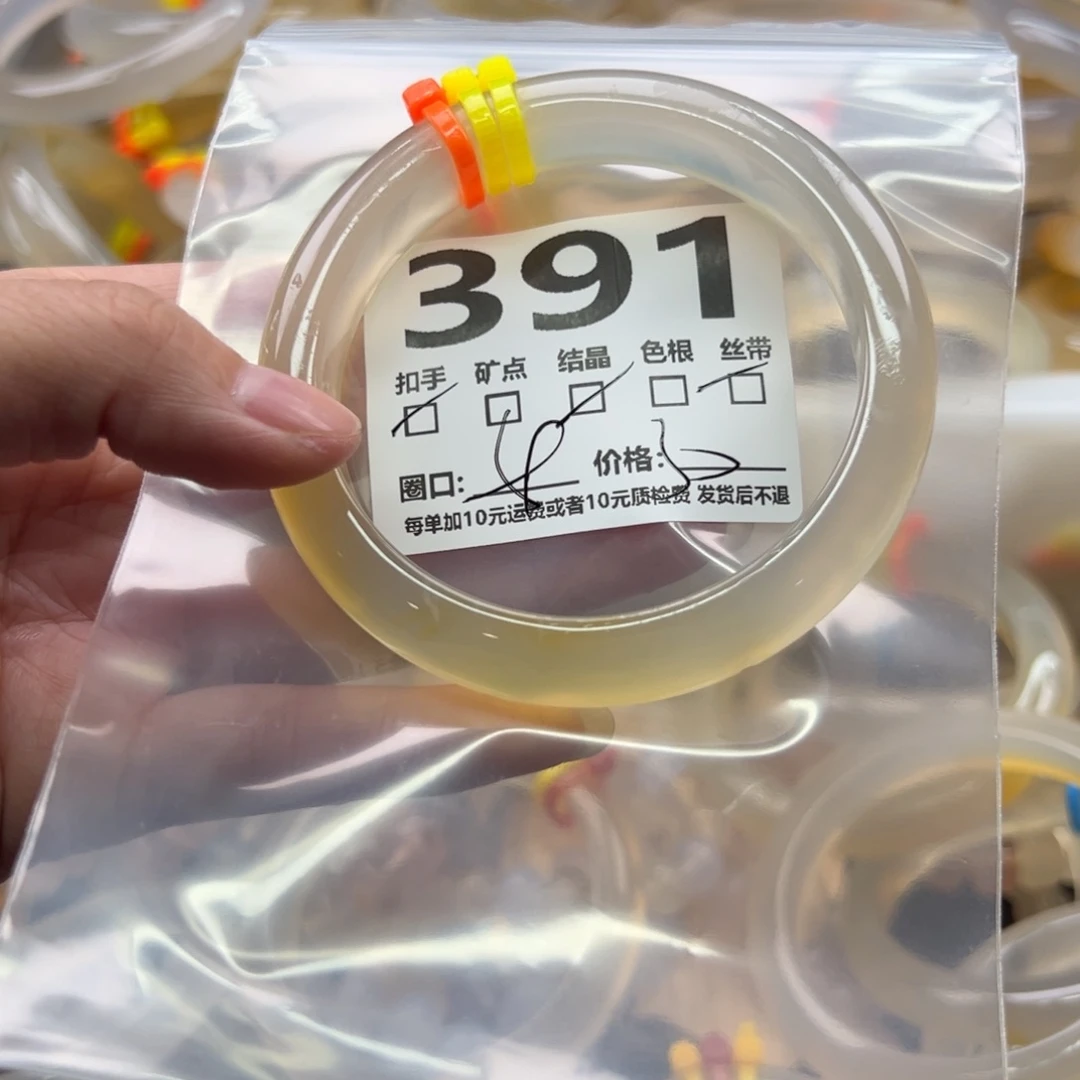 391
扣手 矿点 结晶 色根 丝带
圈口: 价格:
每单加10元运费或者10元质检费 发货后不退